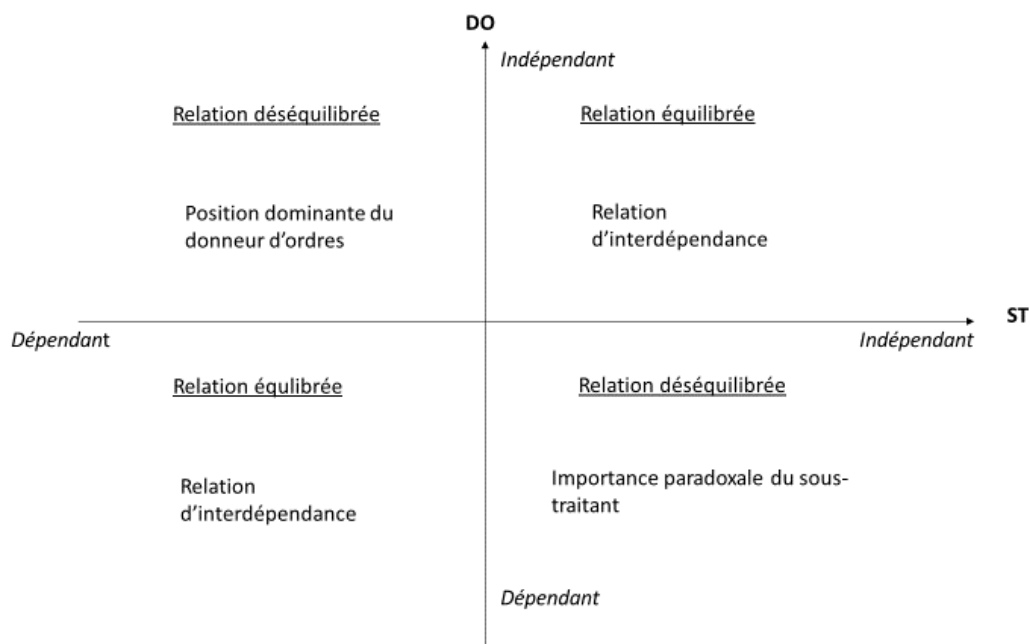 DO
Indépendant
Relation déséquilibrée
Relation équilibrée
Position dominante du
donneur d'ordres
Relation
d'interdépendance
ST
Dépendant
Indépendant
Relation équlibrée
Relation déséquilibrée
Relation
d'interdépendance
Importance paradoxale du sous-
traitant
Dépendant